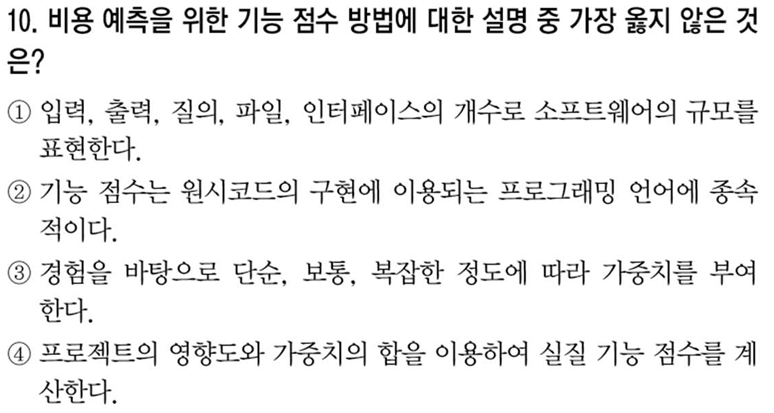 10. 비용 예측을 위한 기능 점수 방법에 대한 설명 중 가장 옳지 않은 것
은?
① 입력, 출력, 질의, 파일, 인터페이스의 개수로 소프트웨어의 규모를
표현한다.
② 기능 점수는 원시코드의 구현에 이용되는 프로그래밍 언어에 종속
적이다.
③ 경험을 바탕으로 단순, 보통, 복잡한 정도에 따라 가중치를 부여
한다.
④ 프로젝트의 영향도와 가중치의 합을 이용하여 실질 기능 점수를 계
산한다.